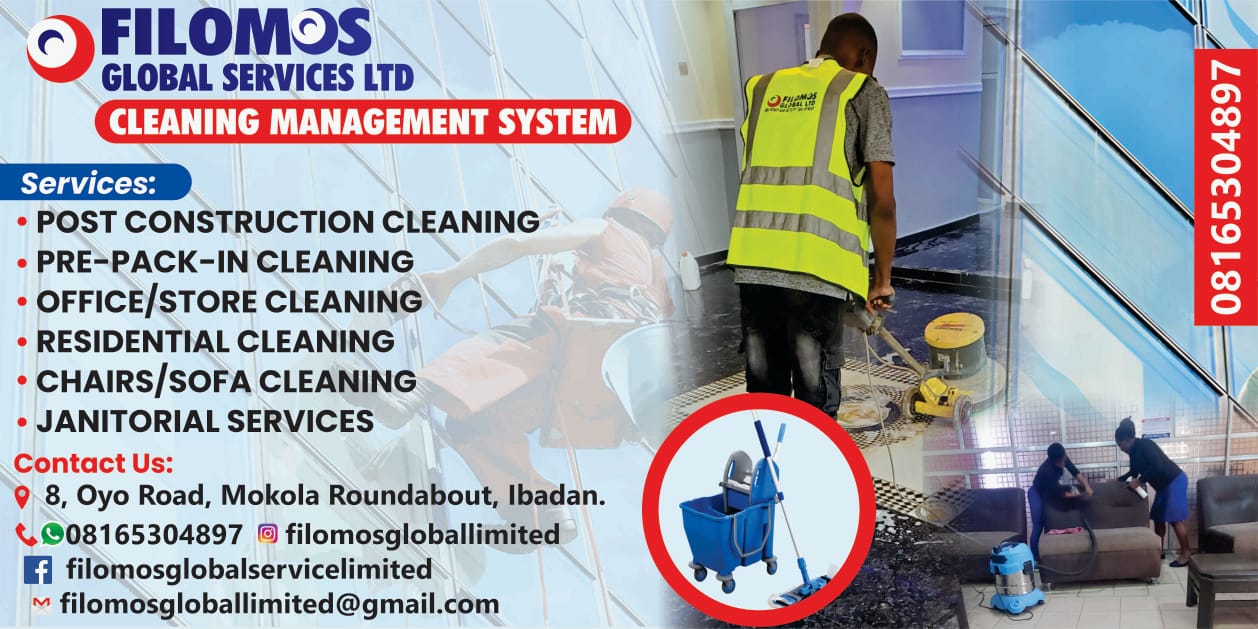 FILOMOS
GLOBAL SERVICES LTD
CLEANING MANAGEMENT SYSTEM
Services:
• POST CONSTRUCTION CLEANING
• PRE-PACK-IN CLEANING
• OFFICE/STORE CLEANING
• RESIDENTIAL CLEANING
• CHAIRS/SOFA CLEANING
• JANITORIAL SERVICES
Contact Us:
8, Oyo Road, Mokola Roundabout, Ibadan.
08165304897 filomosgloballimited
filomosglobalservicelimited
filomosgloballimited@gmail.com
FILOMOS
GLOBAL LTD
08165304897